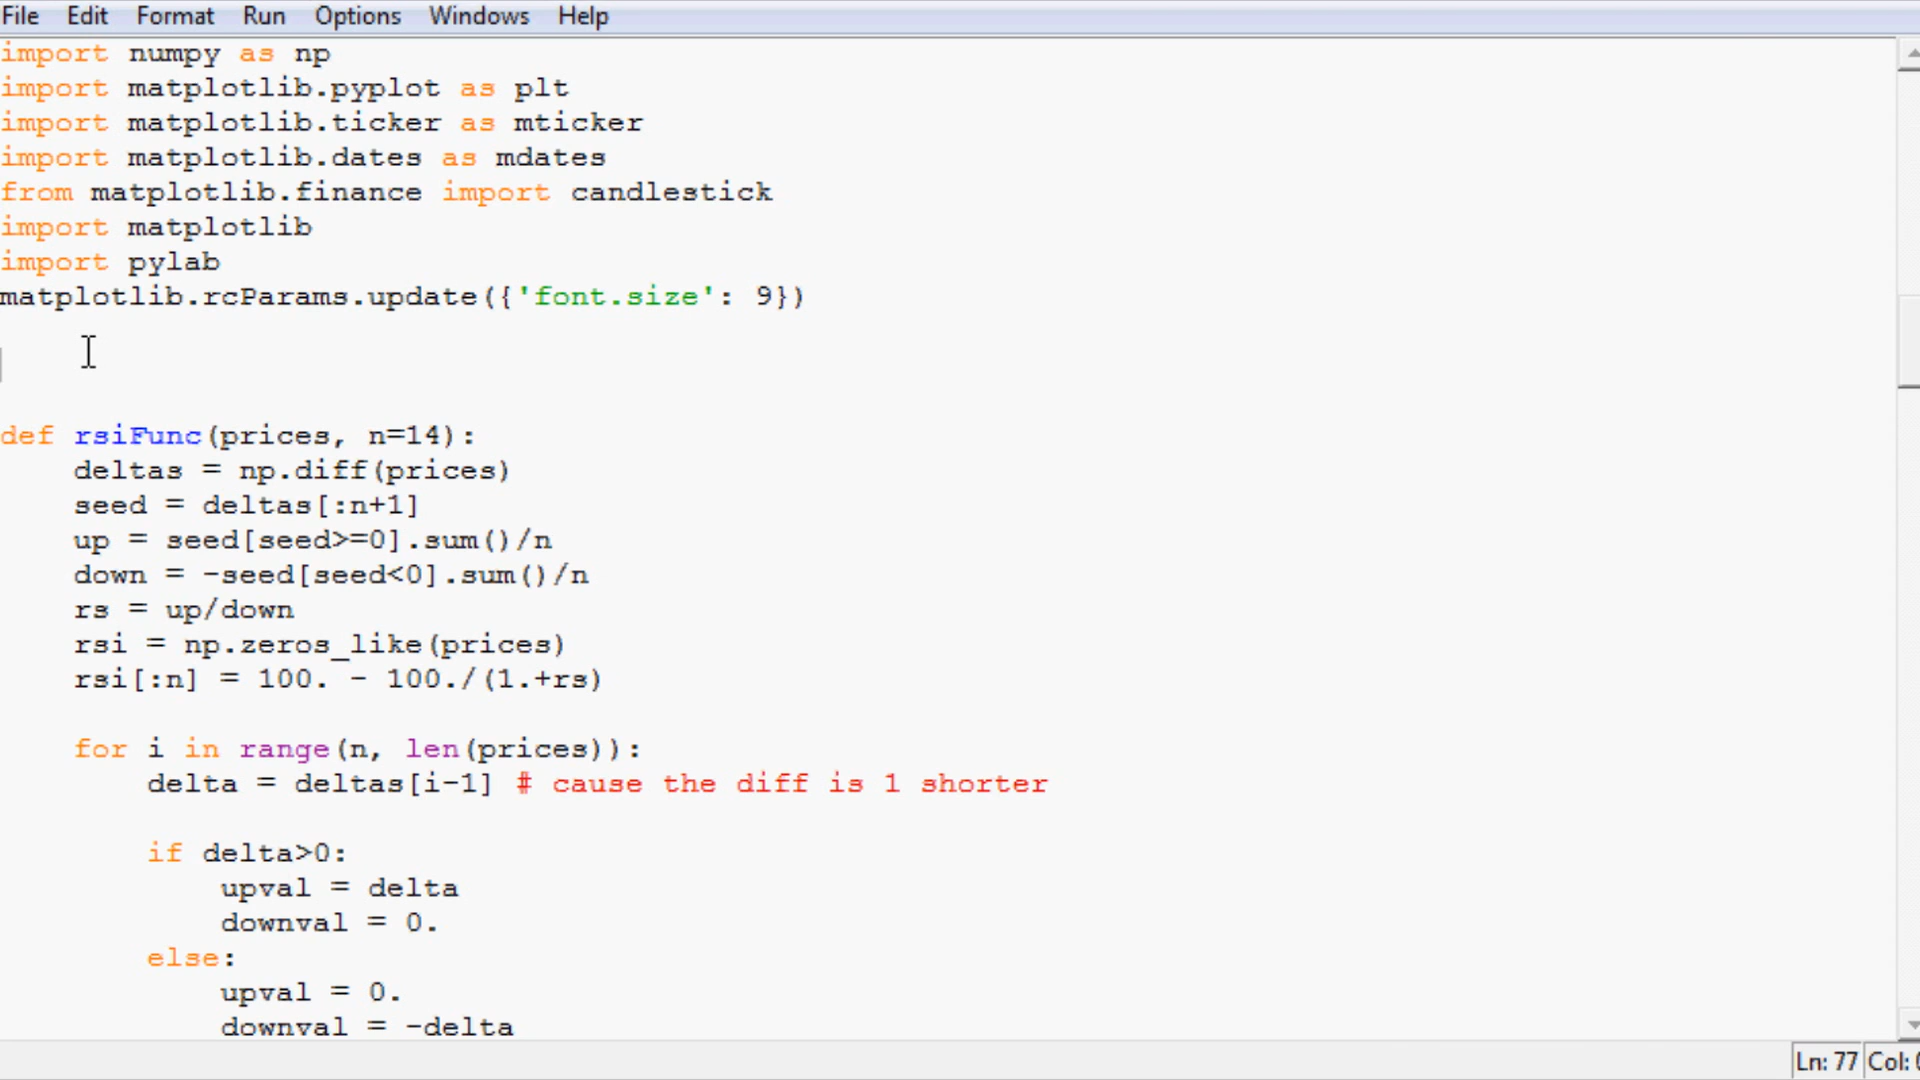 File Edit Format Run Options Windows Help
import numpy as np
import matplotlib.pyplot as plt
import matplotlib.ticker as mticker
import matplotlib.dates as mdates
from matplotlib.finance import candlestick
import matplotlib
import pylab
matplotlib.rcParams.update({'font.size': 9})
def rsiFunc(prices, n=14):
deltas = np.diff(prices)
seed = deltas[:n+1]
up = seed[seed>=0].sum()/n
down = -seed[seed<0].sum()/n
rs = up/down
rsi = np.zeros_like(prices)
rsi[:n] = 100. - 100./(1.+rs)
for i in range(n, len(prices)):
delta = deltas[i-1] # cause the diff is 1 shorter
if delta>0:
upval = delta
downval = 0.
else:
upval = 0.
downval = -delta
Ln: 77 Col: